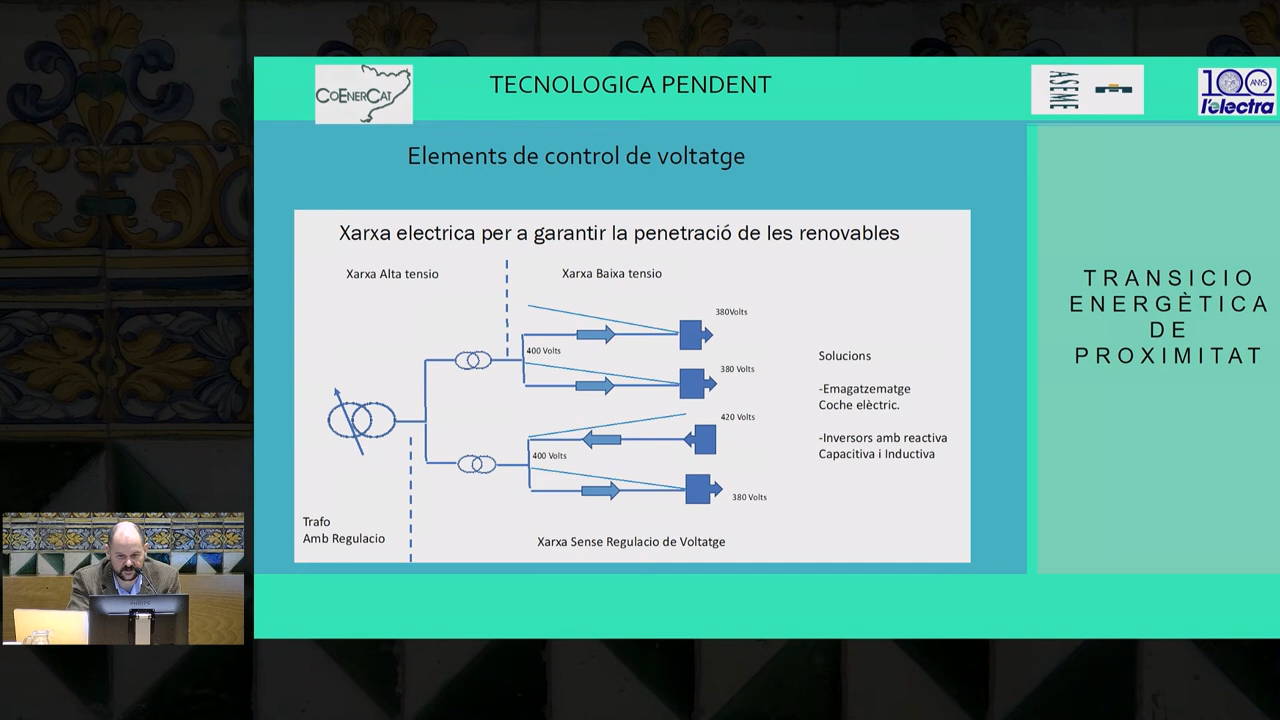 COENERCAT
TECNOLOGICA PENDENT
ASEME
100 ANYS
l'electra
Elements de control de voltatge
Xarxa electrica per a garantir la penetració de les renovables
Xarxa Alta tensio
Xarxa Baixa tensio
380Volts
400 Volts
380 Volts
420 Volts
400 Volts
380 Volts
Solucions
-Emagatzematge
Coche elèctric.
-Inversors amb reactiva
Capacitiva i Inductiva
Trafo
Amb Regulacio
Xarxa Sense Regulacio de Voltatge
TRANSICIO
ENERGÈTICA
DE
PROXIMITAT
PHILIPS